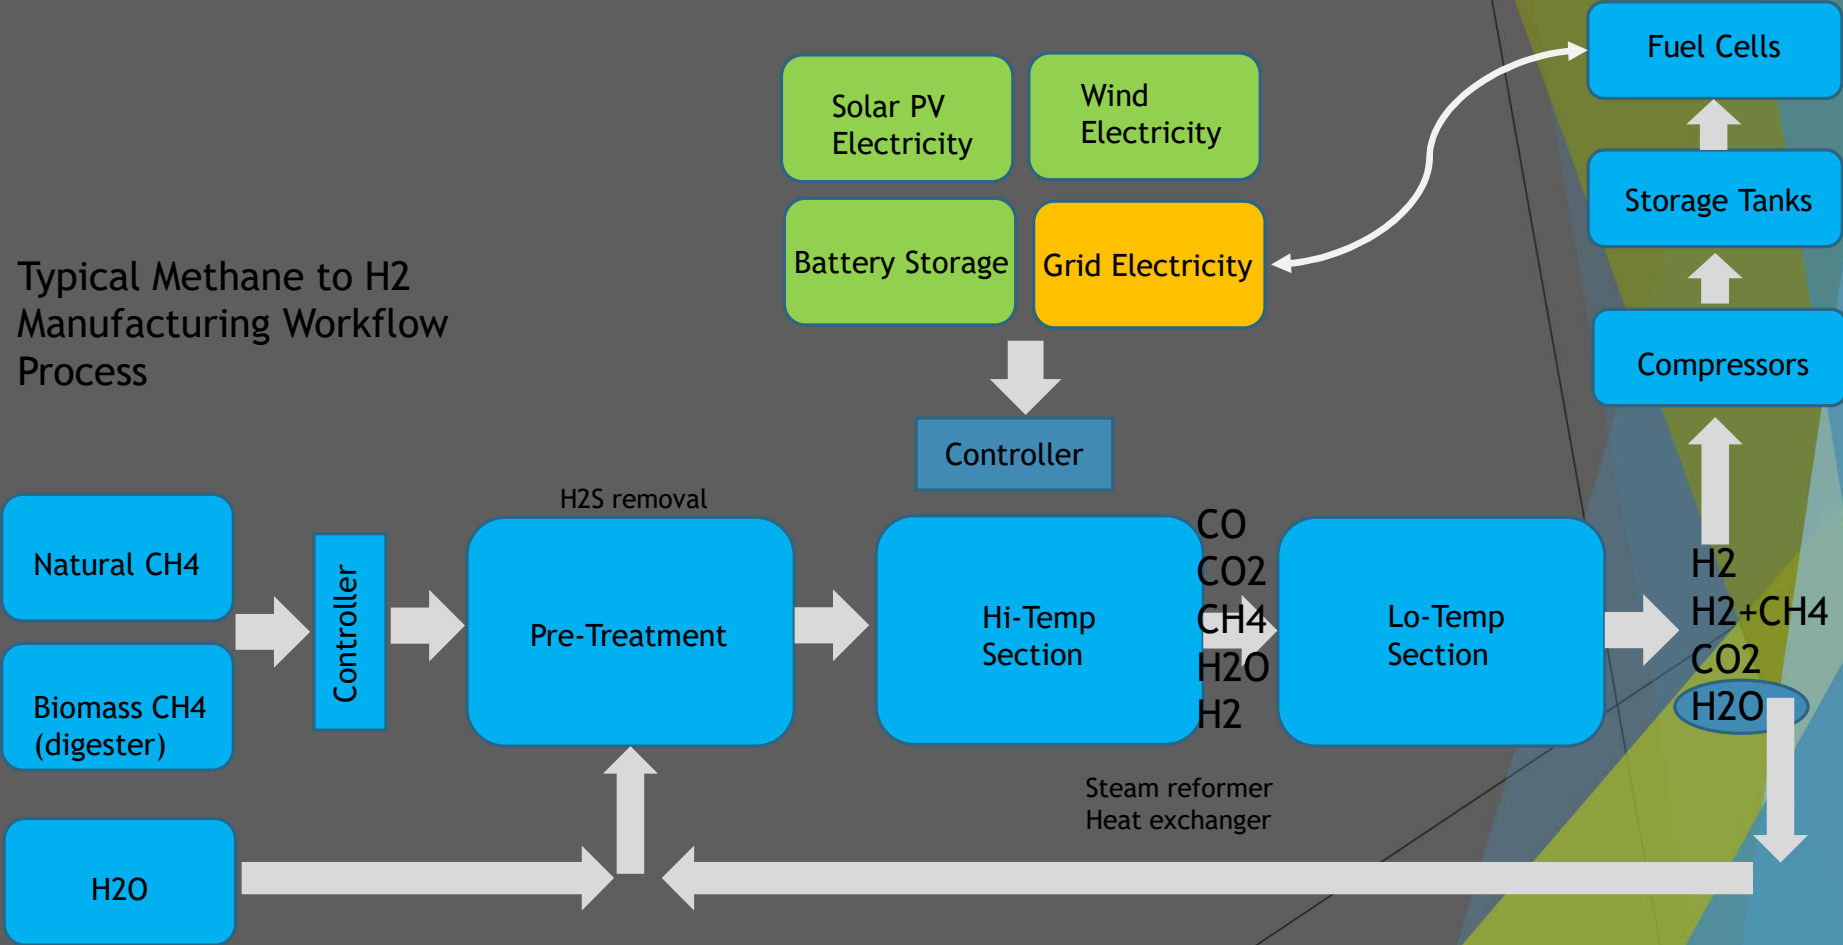 Fuel Cells
Solar PV
Electricity
Wind
Electricity
Storage Tanks
Battery Storage
Grid Electricity
Typical Methane to H2
Manufacturing Workflow
Process
Compressors
Controller
H2S removal
Natural CH4
Controller
Pre-Treatment
Hi-Temp
Section
CO
CO2
CH4
H2O
H2
Lo-Temp
Section
H2
H2+CH4
CO2
H2O
Biomass CH4
(digester)
Steam reformer
Heat exchanger
H2O